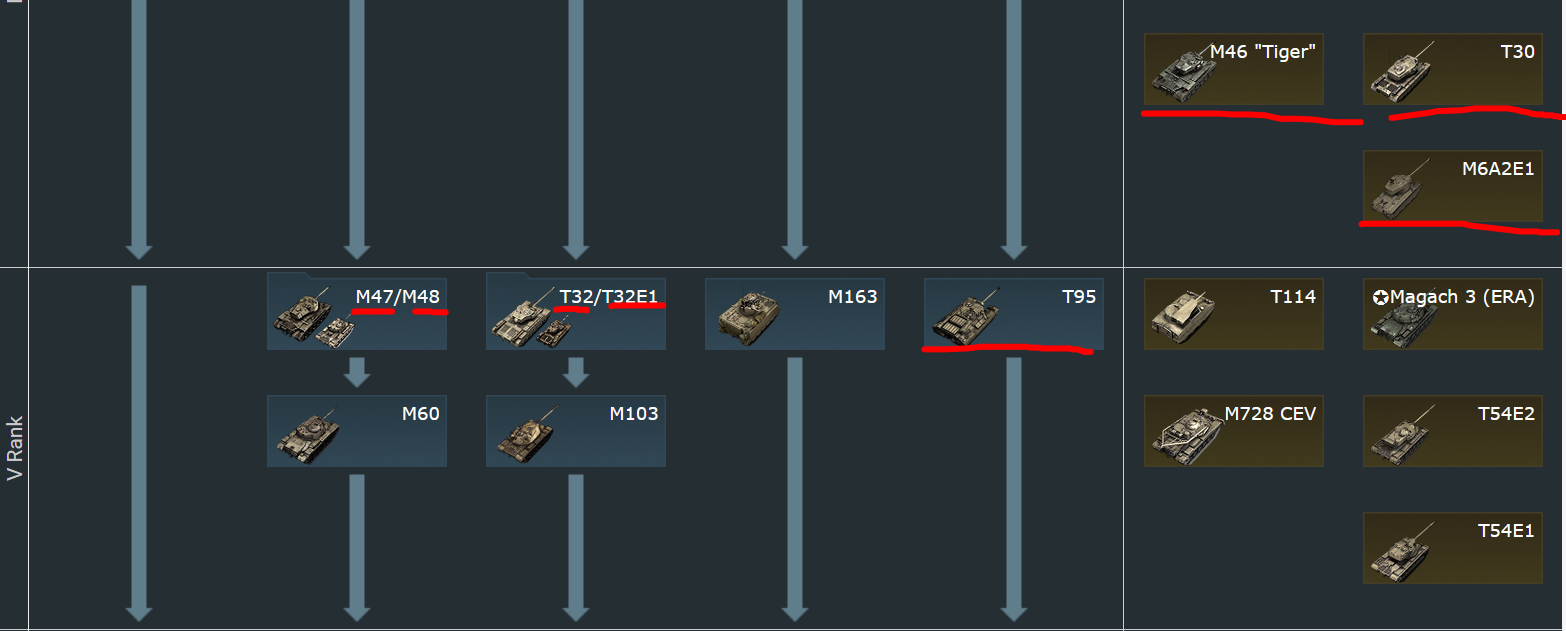 M46 "Tiger"
T30
M6A2E1
M47/M48
T32/T32E1
M163
T95
T114
✪Magach 3 (ERA)
M60
M103
M728 CEV
T54E2
T54E1
V Rank